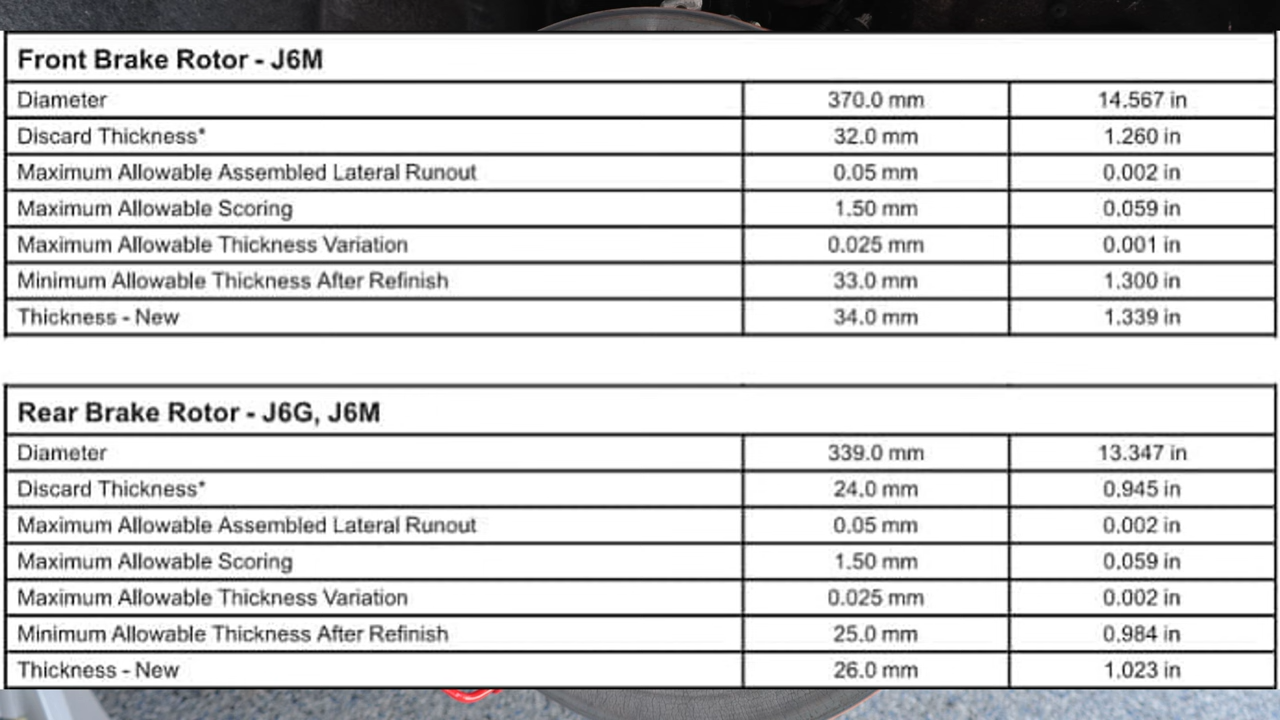 Front Brake Rotor - J6M
Diameter 370.0 mm 14.567 in
Discard Thickness* 32.0 mm 1.260 in
Maximum Allowable Assembled Lateral Runout 0.05 mm 0.002 in
Maximum Allowable Scoring 1.50 mm 0.059 in
Maximum Allowable Thickness Variation 0.025 mm 0.001 in
Minimum Allowable Thickness After Refinish 33.0 mm 1.300 in
Thickness - New 34.0 mm 1.339 in
Rear Brake Rotor - J6G, J6M
Diameter 339.0 mm 13.347 in
Discard Thickness* 24.0 mm 0.945 in
Maximum Allowable Assembled Lateral Runout 0.05 mm 0.002 in
Maximum Allowable Scoring 1.50 mm 0.059 in
Maximum Allowable Thickness Variation 0.025 mm 0.002 in
Minimum Allowable Thickness After Refinish 25.0 mm 0.984 in
Thickness - New 26.0 mm 1.023 in